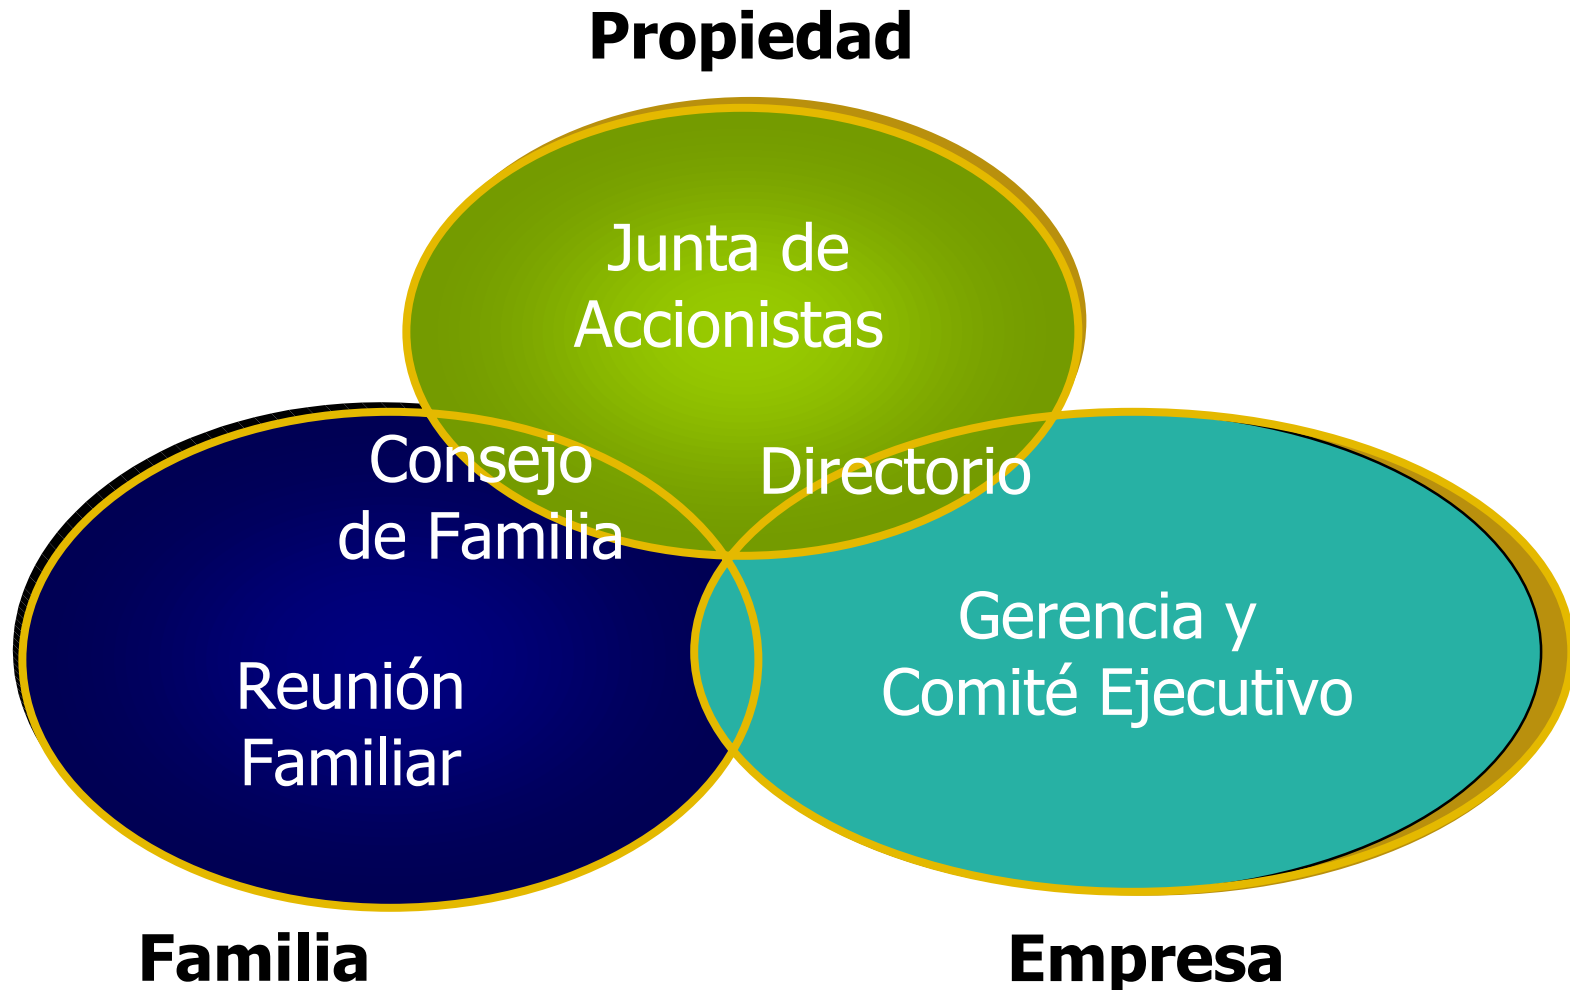 Propiedad
Junta de
Accionistas
Consejo
de Familia
Directorio
Gerencia y
Comité Ejecutivo
Reunión
Familiar
Familia
Empresa